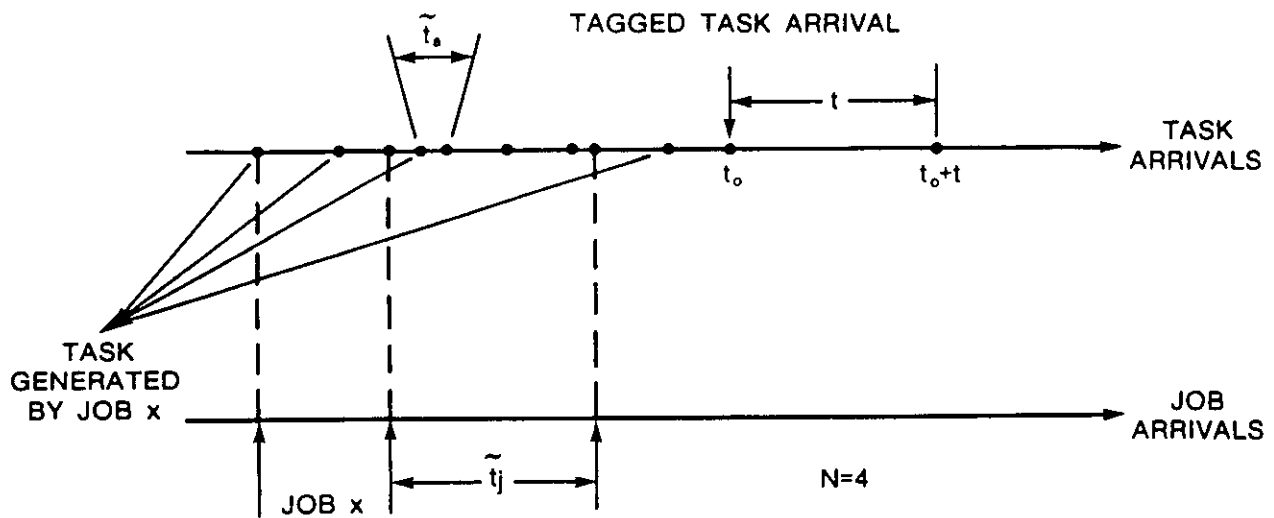 TAGGED TASK ARRIVAL
t̃ₐ
t
TASK
ARRIVALS
t₀
t₀+t
TASK
GENERATED
BY JOB x
JOB
ARRIVALS
JOB x
t̃j
N=4